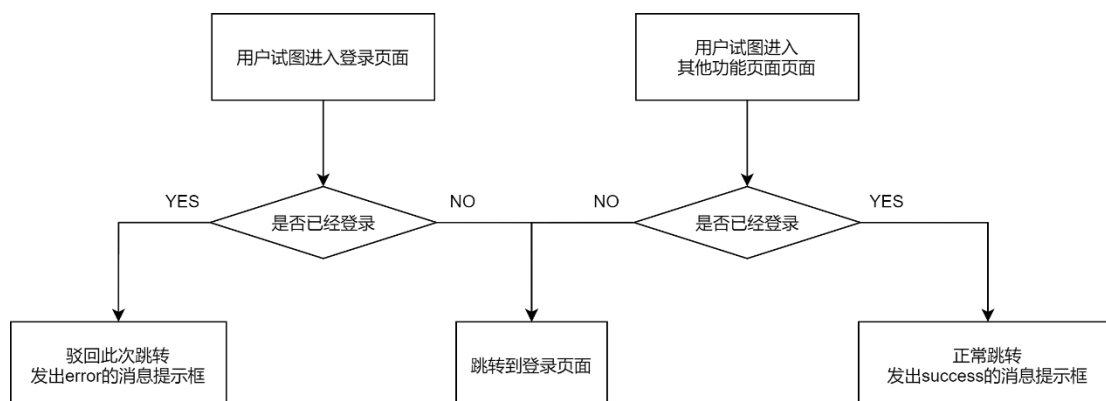 用户试图进入登录页面
用户试图进入
其他功能页面页面
YES
是否已经登录
NO
NO
是否已经登录
YES
驳回此次跳转
发出error的消息提示框
跳转到登录页面
正常跳转
发出success的消息提示框